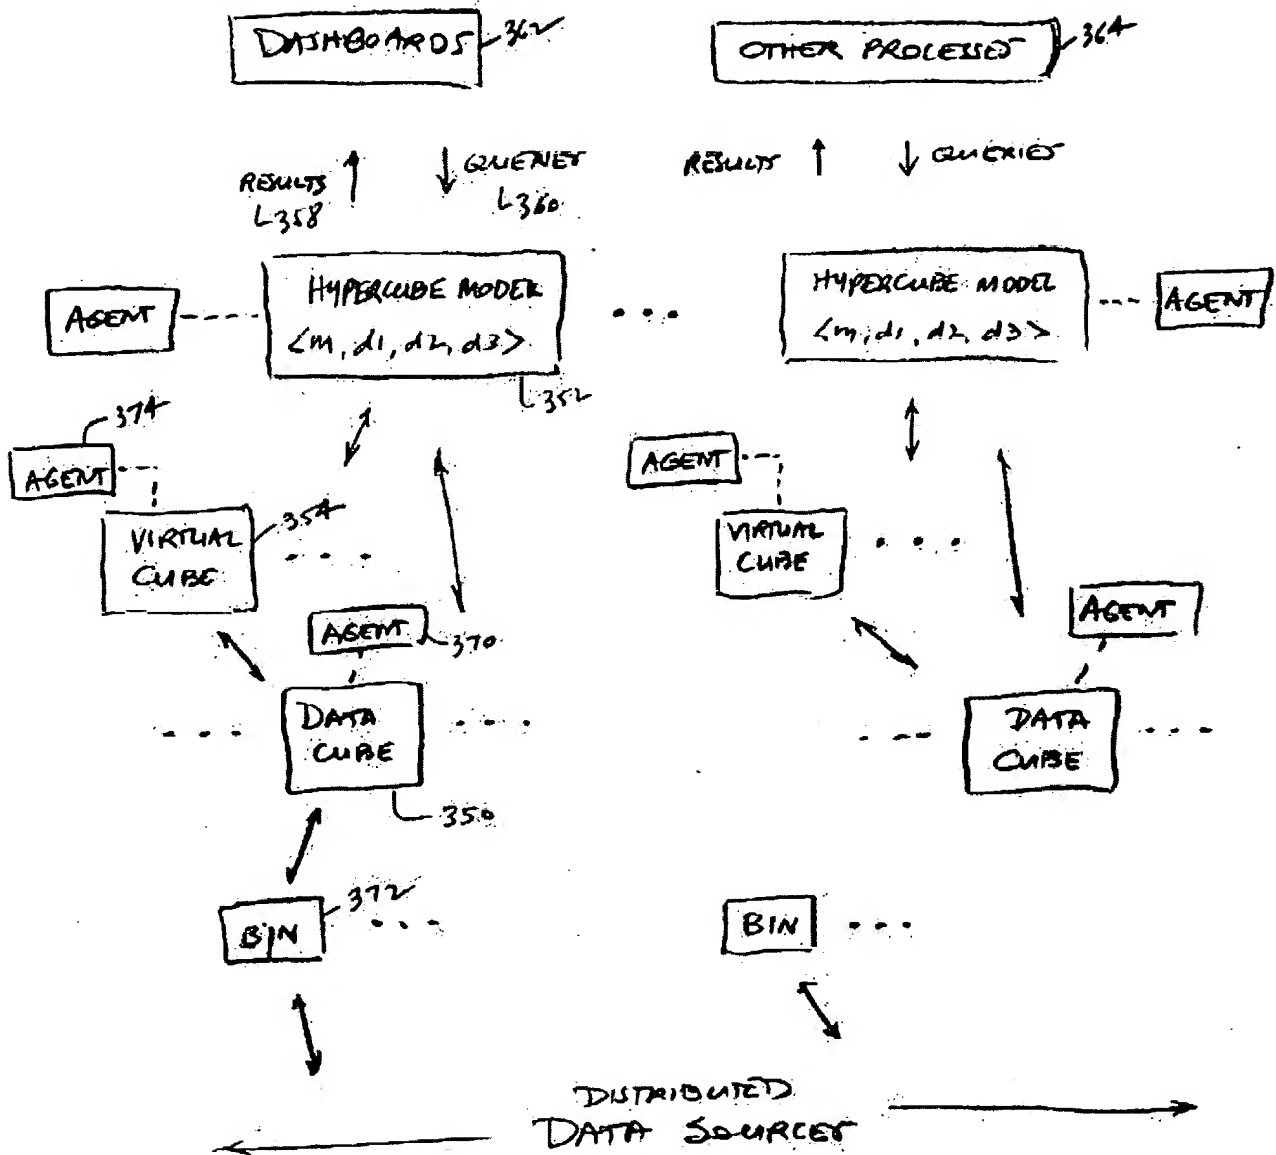 DASHBOARDS
362
OTHER PROCESSES
364
RESULTS
358
QUERIES
360
RESULTS
QUERIES
AGENT
HYPERCUBE MODEL
<m, d1, d2, d3>
352
...
HYPERCUBE MODEL
<m, d1, d2, d3>
AGENT
374
AGENT
VIRTUAL
CUBE
354
...
AGENT
VIRTUAL
CUBE
...
AGENT
370
AGENT
...
DATA
CUBE
...
350
...
DATA
CUBE
...
BIN
372
...
BIN
...
DISTRIBUTED
DATA SOURCES